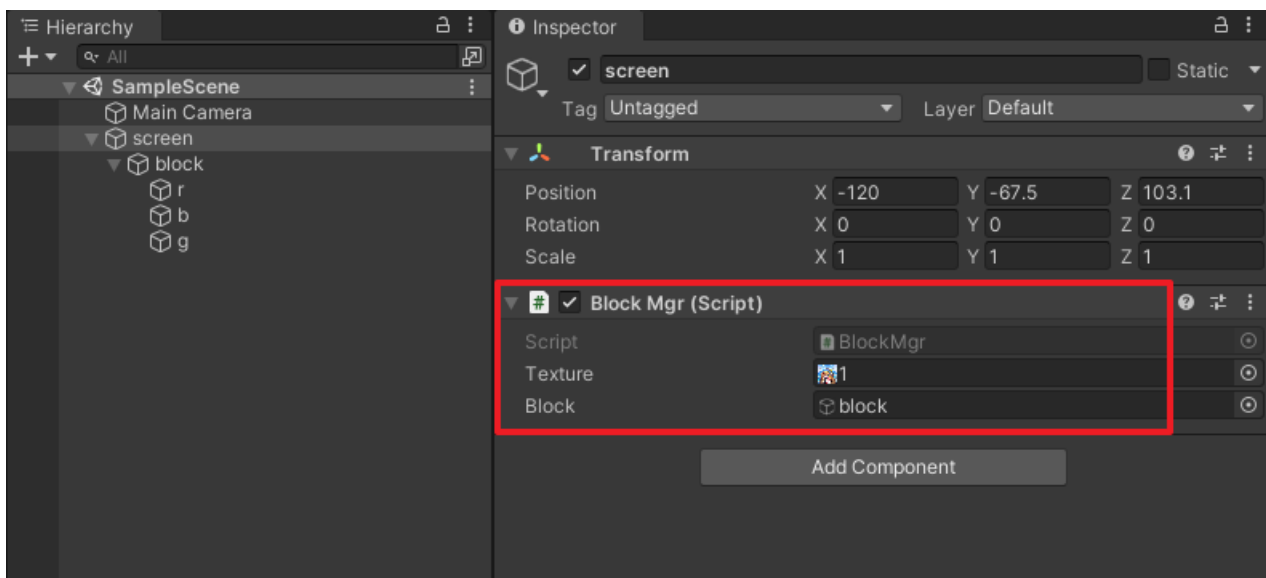 Hierarchy
All
SampleScene
Main Camera
screen
block
r
b
g
Inspector
screen
Static
Tag Untagged Layer Default
Transform
Position X -120 Y -67.5 Z 103.1
Rotation X 0 Y 0 Z 0
Scale X 1 Y 1 Z 1
# Block Mgr (Script)
Script BlockMgr
Texture 1
Block block
Add Component